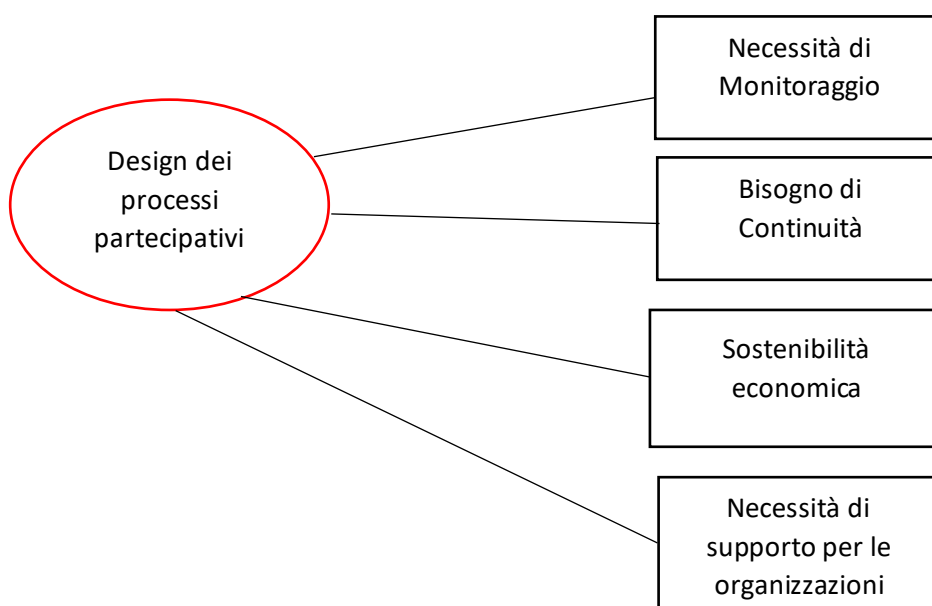 Design dei
processi
partecipativi
Necessità di
Monitoraggio
Bisogno di
Continuità
Sostenibilità
economica
Necessità di
supporto per le
organizzazioni